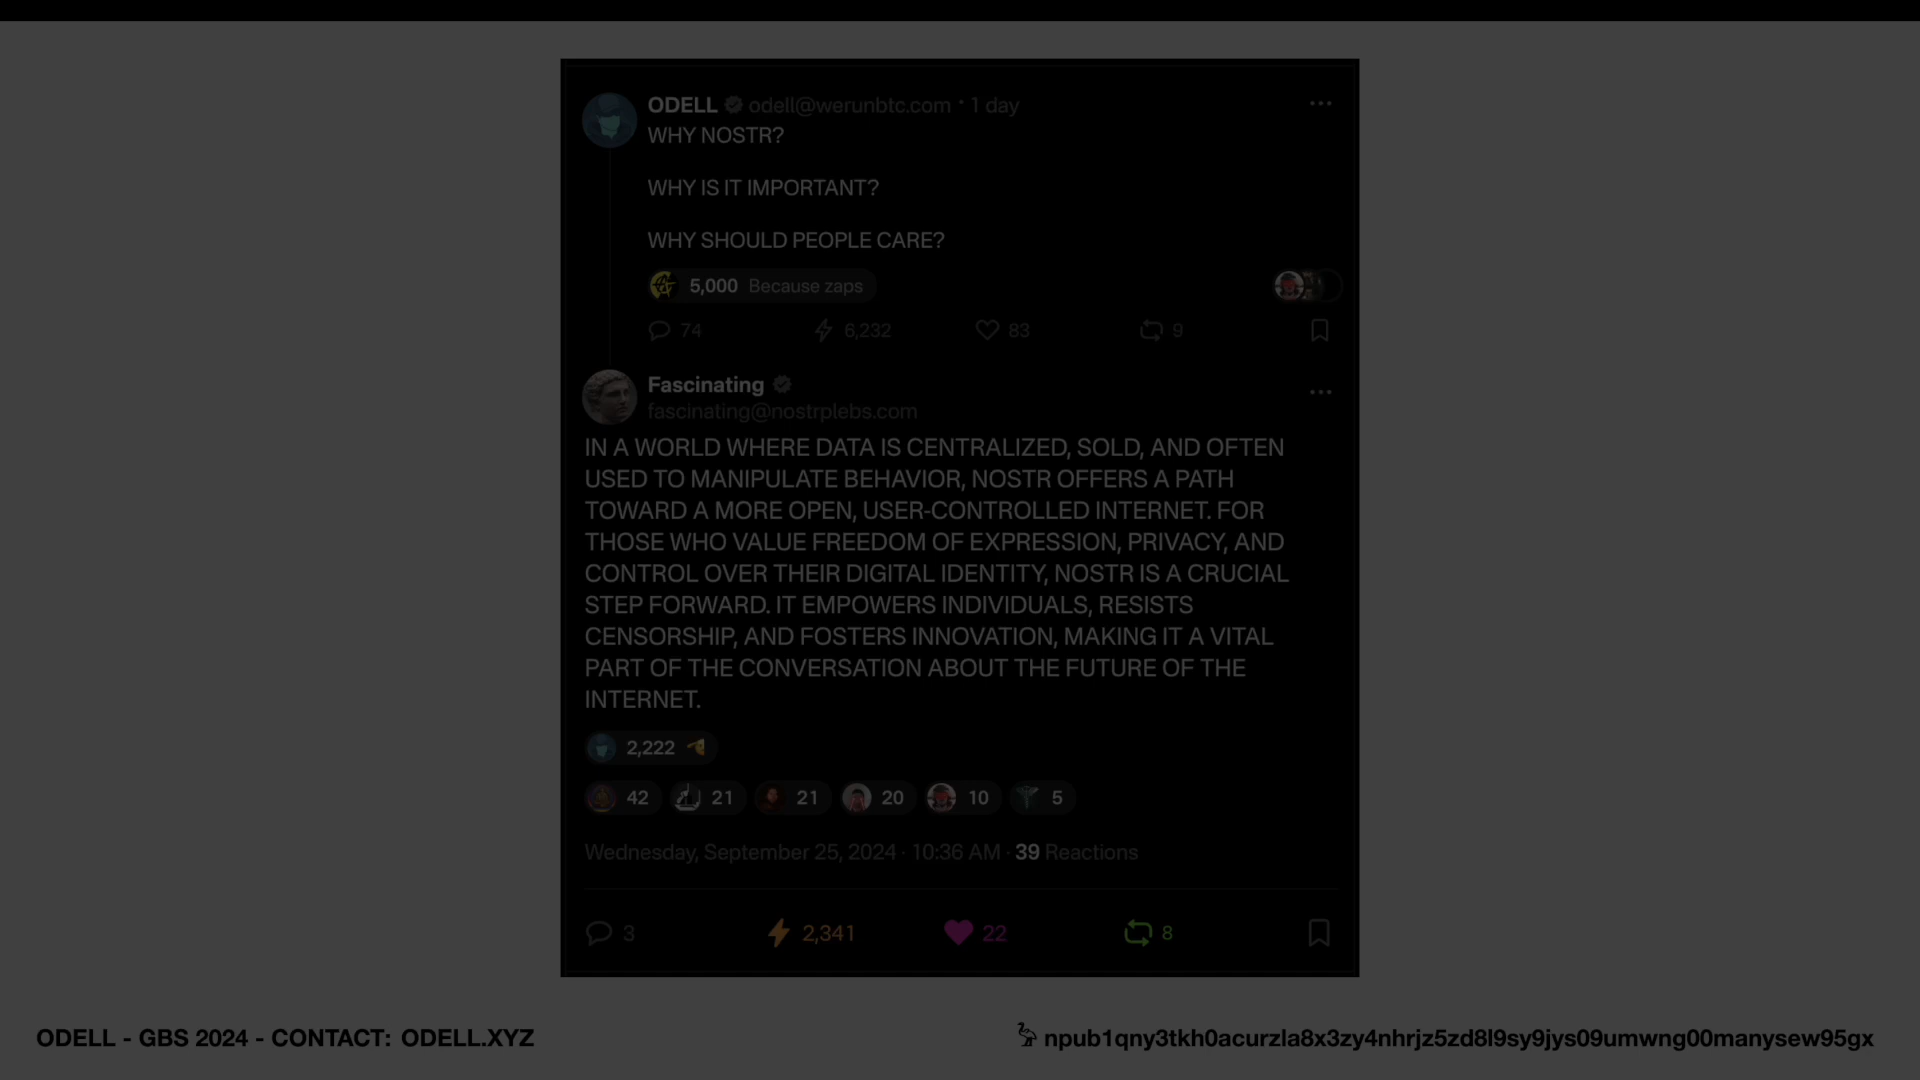 ODELL odell@werunbtc.com · 1 day
WHY NOSTR?
WHY IS IT IMPORTANT?
WHY SHOULD PEOPLE CARE?
5,000 Because zaps
74 6,232 83 9
Fascinating
fascinating@nostrplebs.com
IN A WORLD WHERE DATA IS CENTRALIZED, SOLD, AND OFTEN
USED TO MANIPULATE BEHAVIOR, NOSTR OFFERS A PATH
TOWARD A MORE OPEN, USER-CONTROLLED INTERNET. FOR
THOSE WHO VALUE FREEDOM OF EXPRESSION, PRIVACY, AND
CONTROL OVER THEIR DIGITAL IDENTITY, NOSTR IS A CRUCIAL
STEP FORWARD. IT EMPOWERS INDIVIDUALS, RESISTS
CENSORSHIP, AND FOSTERS INNOVATION, MAKING IT A VITAL
PART OF THE CONVERSATION ABOUT THE FUTURE OF THE
INTERNET.
2,222
42 21 21 20 10 5
Wednesday, September 25, 2024 · 10:36 AM · 39 Reactions
3 2,341 22 8
ODELL - GBS 2024 - CONTACT: ODELL.XYZ
npub1qny3tkh0acurzla8x3zy4nhrjz5zd8l9sy9jys09umwng00manysew95gx